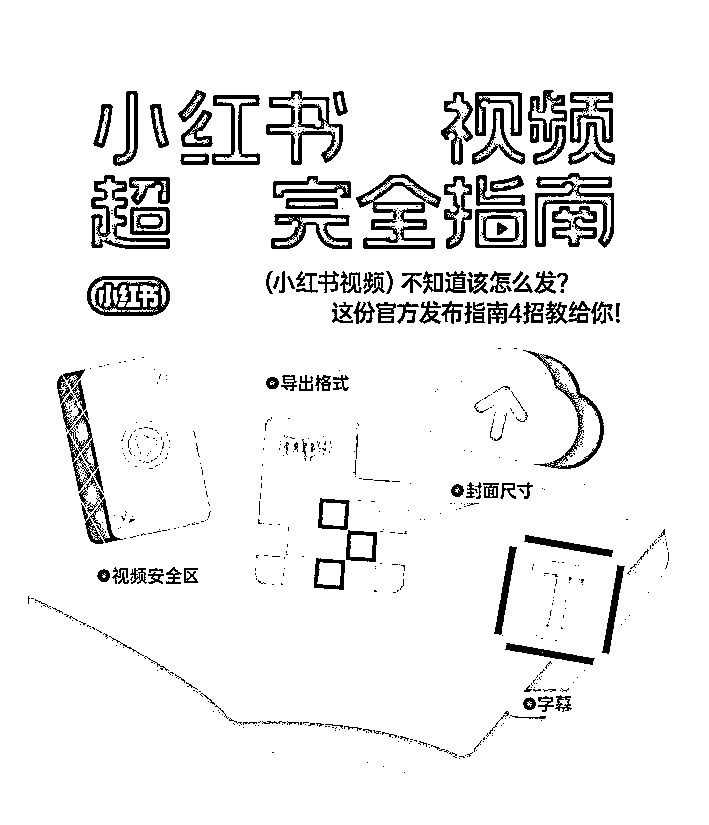 小红书 视频
超 完全指南
小红书
(小红书视频) 不知道该怎么发?
这份官方发布指南4招教给你!
导出格式
封面尺寸
视频安全区
T
字幕